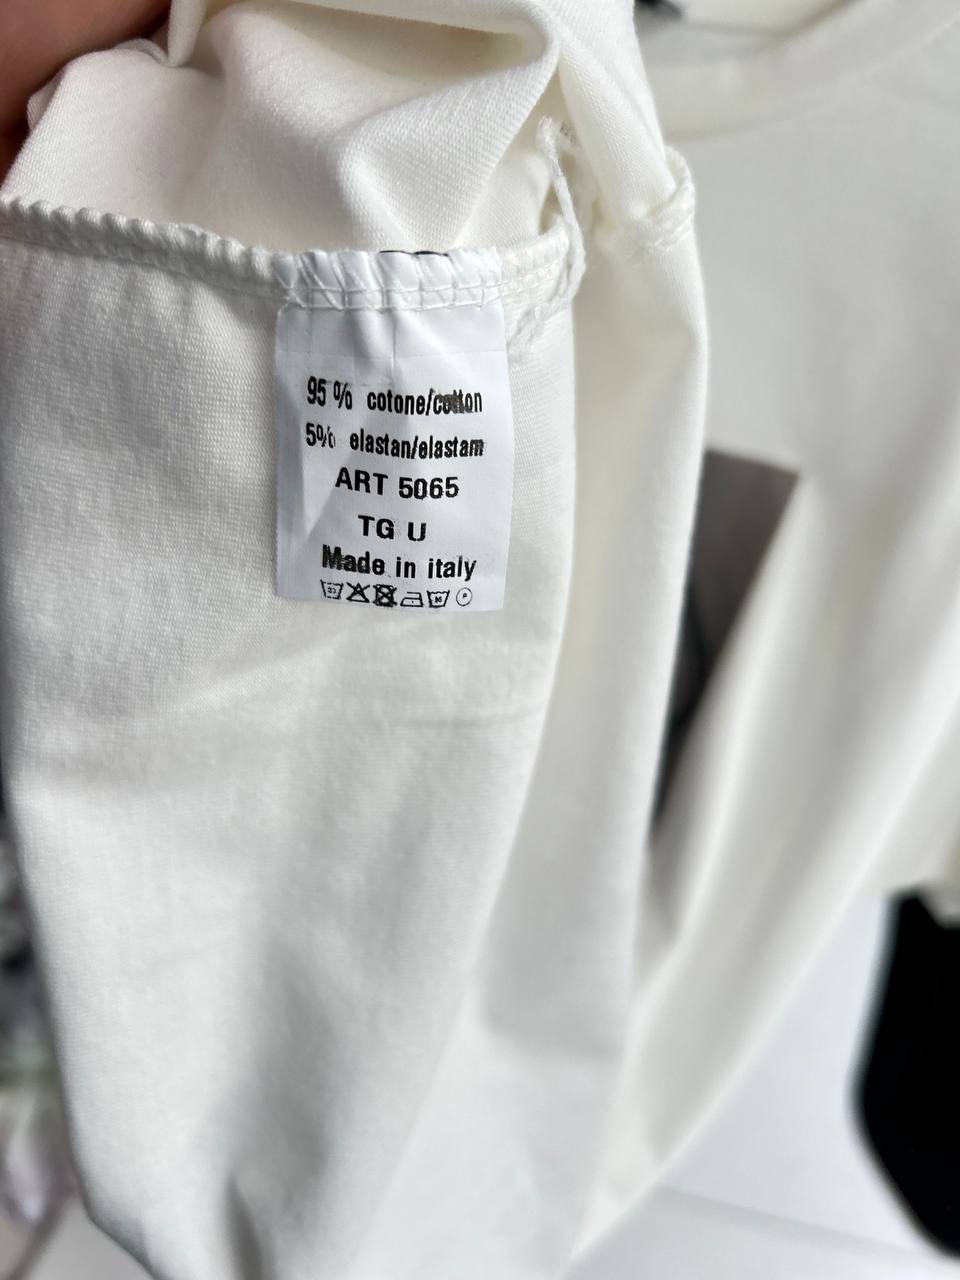 95 % cotone/cotton
5% elastan/elastam
ART 5065
TG U
Made in italy